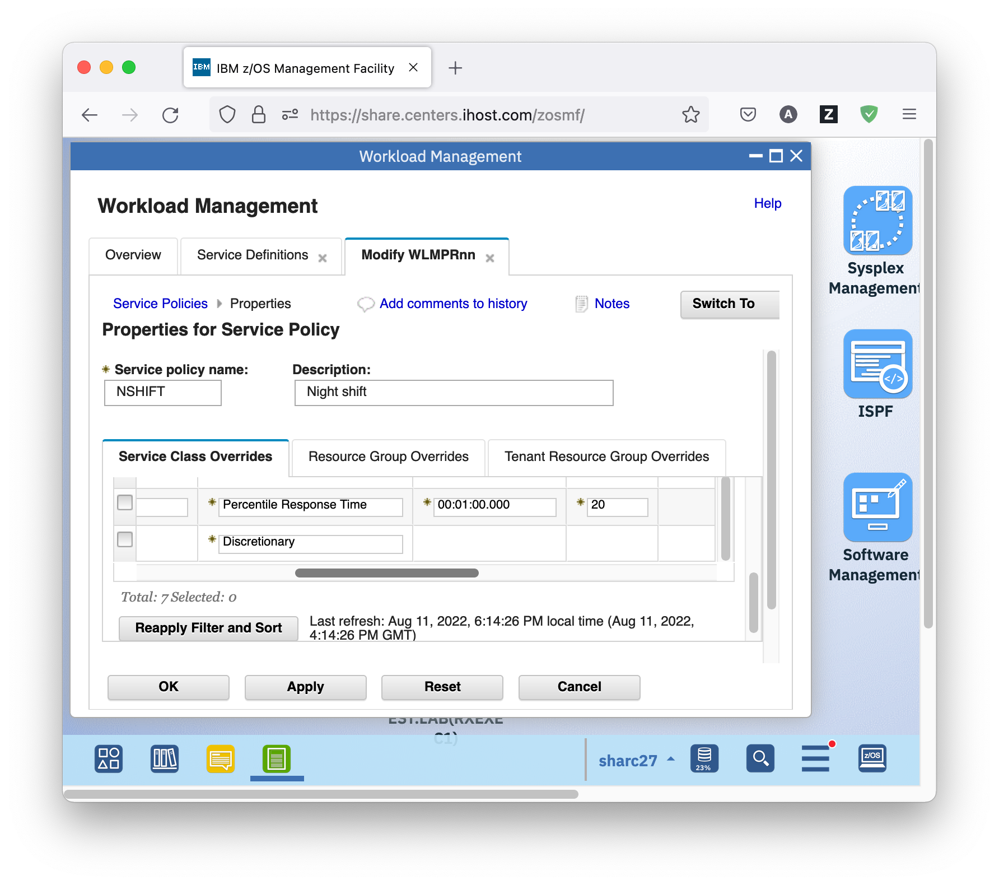 IBM
IBM z/OS Management Facility
https://share.centers.ihost.com/zosmf/
A
Z
Workload Management
Workload Management
Help
Overview
Service Definitions
Modify WLMPRnn
Service Policies
Properties
Add comments to history
Notes
Switch To
Properties for Service Policy
Service policy name:
Description:
NSHIFT
Night shift
Service Class Overrides
Resource Group Overrides
Tenant Resource Group Overrides
Percentile Response Time
00:01:00.000
20
Discretionary
Total: 7 Selected: 0
Reapply Filter and Sort
Last refresh: Aug 11, 2022, 6:14:26 PM local time (Aug 11, 2022,
4:14:26 PM GMT)
OK
Apply
Reset
Cancel
Sysplex
Management
</>
ISPF
Software
Management
EST.LAB(RXEXE
C1)
sharc27
23%
z/OS